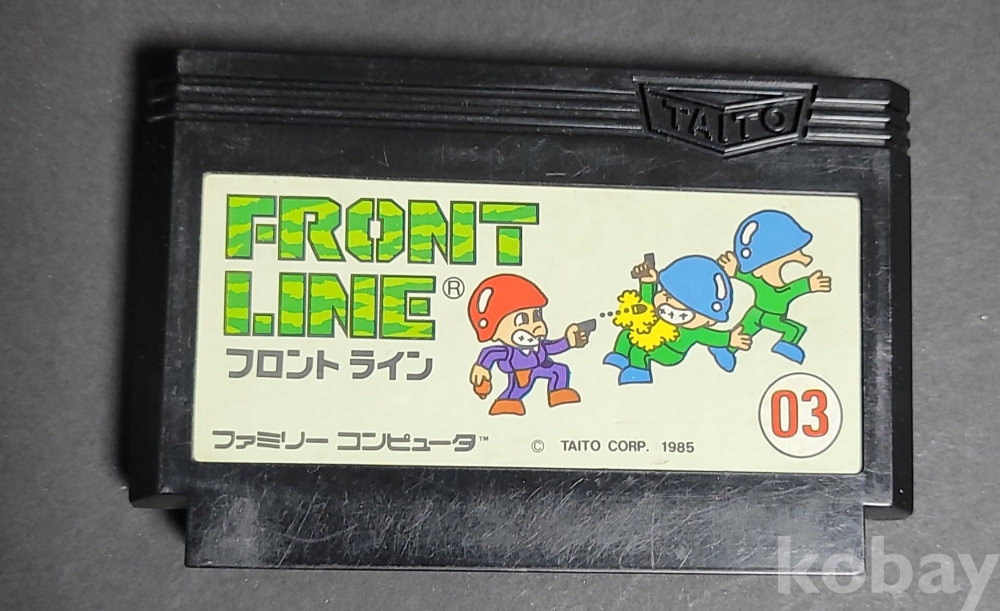 TAITO
FRONT
LINE®
フロントライン
03
ファミリーコンピュータ™
© TAITO CORP. 1985
kobay